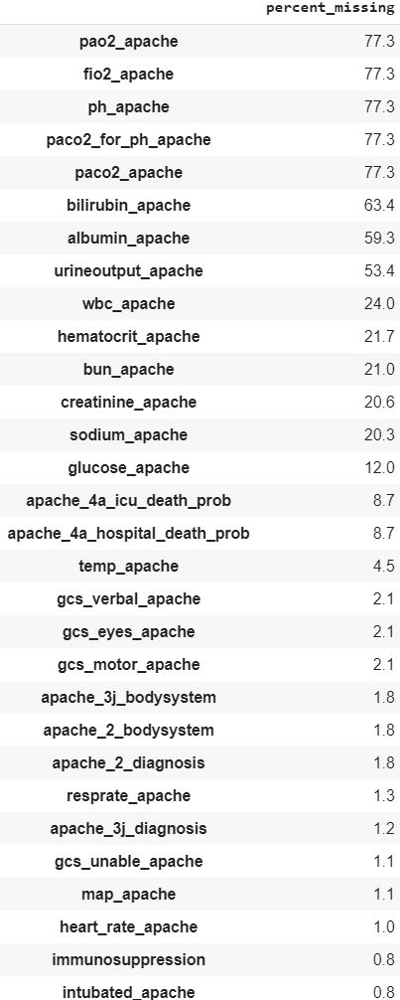 percent_missing
pao2_apache 77.3
fio2_apache 77.3
ph_apache 77.3
paco2_for_ph_apache 77.3
paco2_apache 77.3
bilirubin_apache 63.4
albumin_apache 59.3
urineoutput_apache 53.4
wbc_apache 24.0
hematocrit_apache 21.7
bun_apache 21.0
creatinine_apache 20.6
sodium_apache 20.3
glucose_apache 12.0
apache_4a_icu_death_prob 8.7
apache_4a_hospital_death_prob 8.7
temp_apache 4.5
gcs_verbal_apache 2.1
gcs_eyes_apache 2.1
gcs_motor_apache 2.1
apache_3j_bodysystem 1.8
apache_2_bodysystem 1.8
apache_2_diagnosis 1.8
resprate_apache 1.3
apache_3j_diagnosis 1.2
gcs_unable_apache 1.1
map_apache 1.1
heart_rate_apache 1.0
immunosuppression 0.8
intubated_apache 0.8